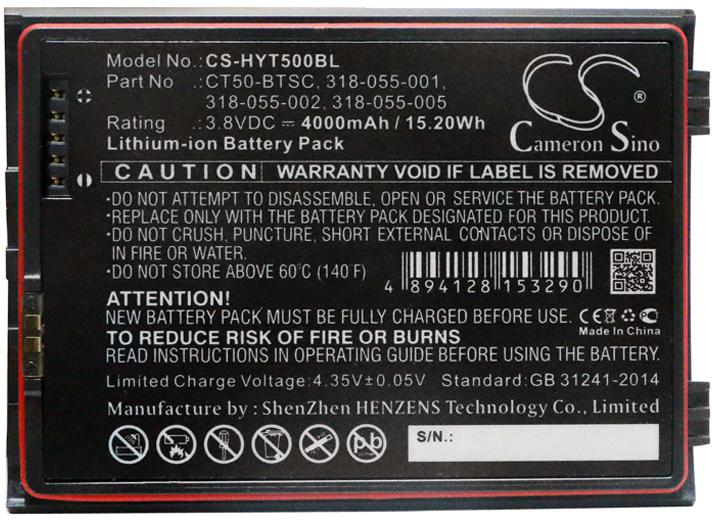 Model No.:CS-HYT500BL
Part No :CT50-BTSC, 318-055-001,
318-055-002, 318-055-005
Rating :3.8VDC ⎓ 4000mAh / 15.20Wh
Lithium-ion Battery Pack
CS
®
Cameron Sino
CAUTION WARRANTY VOID IF LABEL IS REMOVED
•DO NOT ATTEMPT TO DISASSEMBLE, OPEN OR SERVICE THE BATTERY PACK.
•REPLACE ONLY WITH THE BATTERY PACK DESIGNATED FOR THIS PRODUCT.
•DO NOT CRUSH, PUNCTURE, SHORT EXTERNAL CONTACTS OR DISPOSE OF
IN FIRE OR WATER.
•DO NOT STORE ABOVE 60℃ (140 F)
4 894128 153290
ATTENTION!
NEW BATTERY PACK MUST BE FULLY CHARGED BEFORE USING.
CE
Made In China
TO REDUCE RISK OF FIRE OR BURNS
READ INSTRUCTIONS IN OPERATING GUIDE BEFORE USING THE BATTERY.
Limited Charge Voltage:4.35V±0.05V Standard:GB 31241-2014
Manufacture by : ShenZhen HENZENS Technology Co., Limited
pb
S/N.: